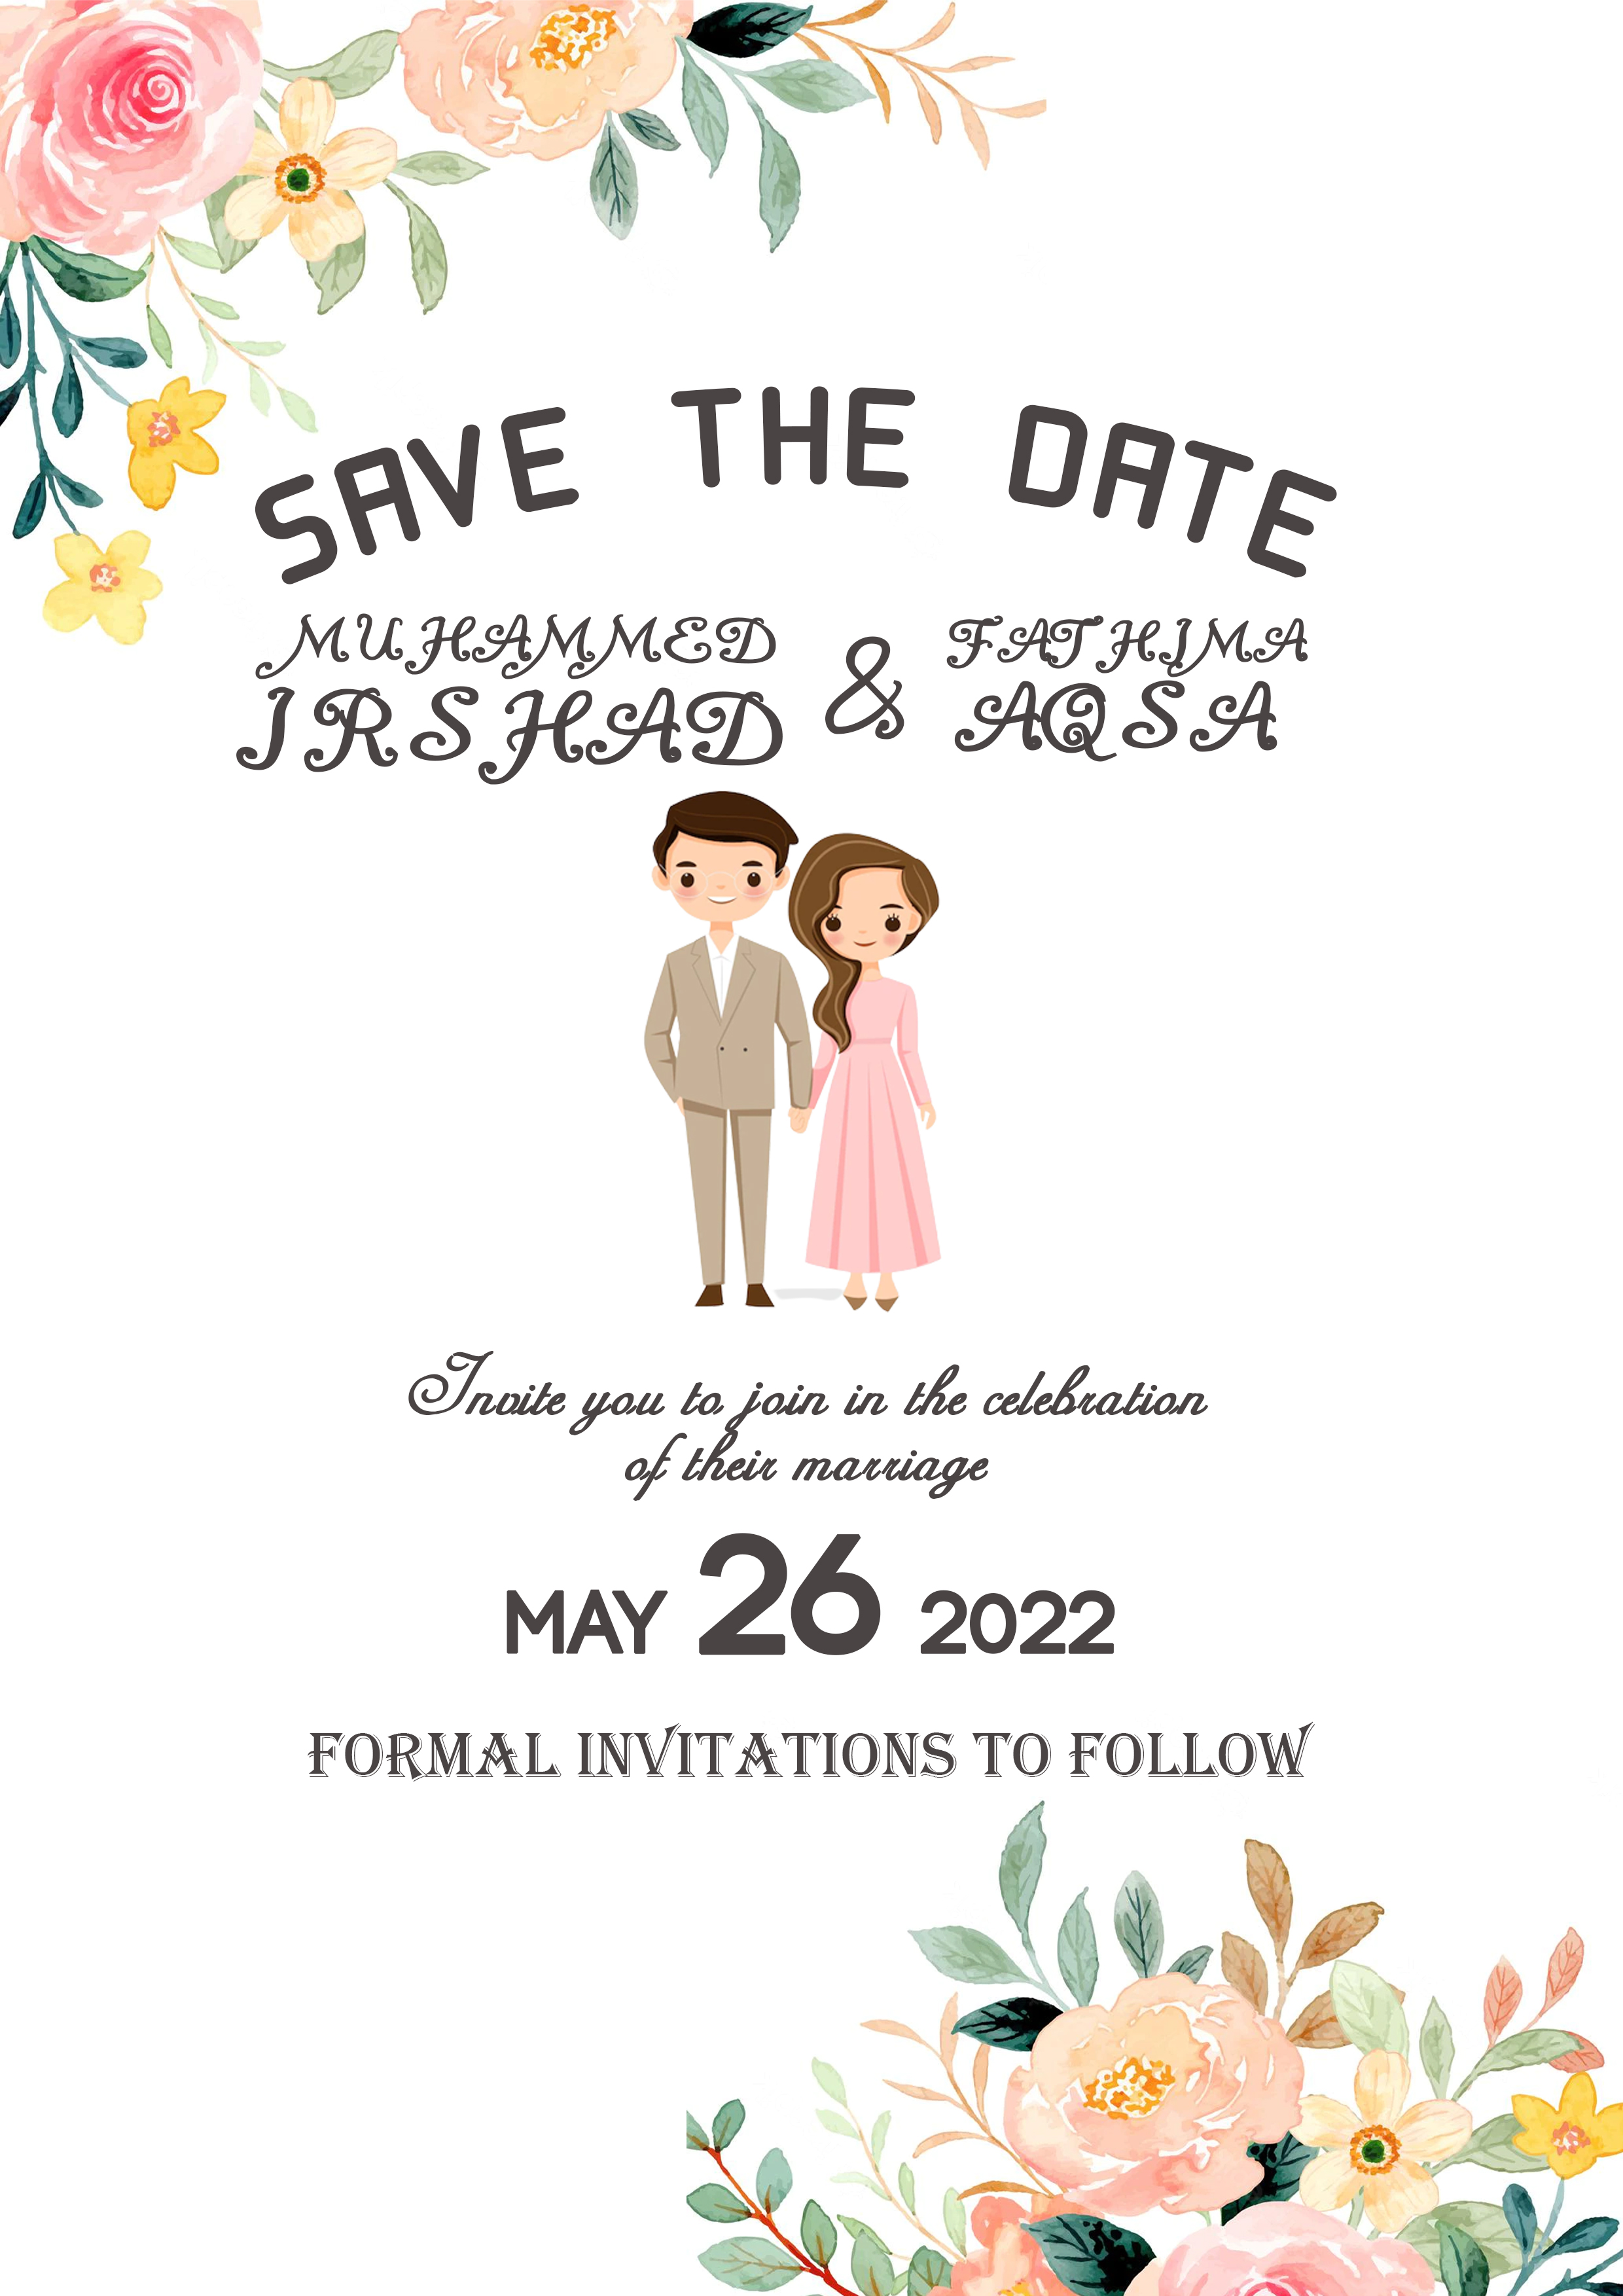 SAVE THE DATE
MUHAMMED
IRSHAD
&
FATHIMA
AQSA
Invite you to join in the celebration
of their marriage
MAY 26 2022
FORMAL INVITATIONS TO FOLLOW